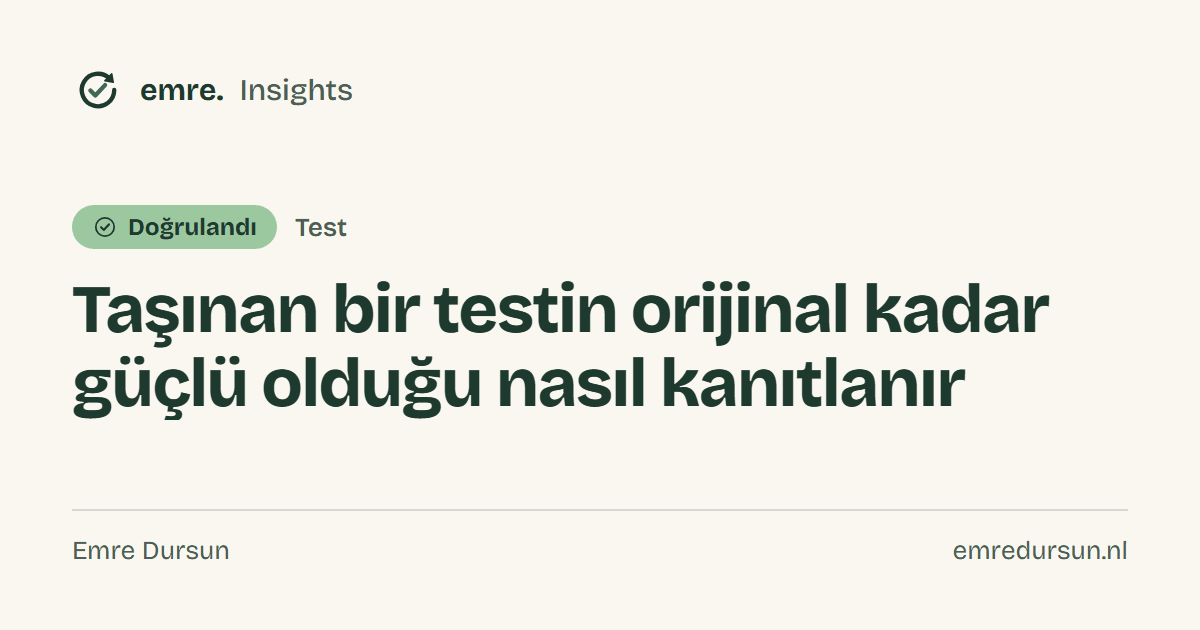 emre. Insights
Doğrulandı Test
Taşınan bir testin orijinal kadar
güçlü olduğu nasıl kanıtlanır
Emre Dursun
emredursun.nl